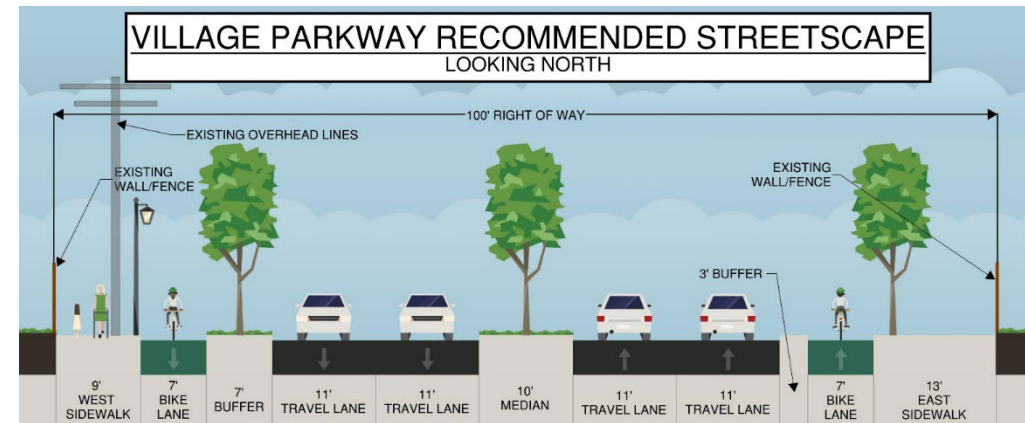 VILLAGE PARKWAY RECOMMENDED STREETSCAPE
LOOKING NORTH
100' RIGHT OF WAY
EXISTING OVERHEAD LINES
EXISTING
WALL/FENCE
EXISTING
WALL/FENCE
3' BUFFER
9'
WEST
SIDEWALK
7'
BIKE
LANE
7'
BUFFER
11'
TRAVEL LANE
11'
TRAVEL LANE
10'
MEDIAN
11'
TRAVEL LANE
11'
TRAVEL LANE
7'
BIKE
LANE
13'
EAST
SIDEWALK